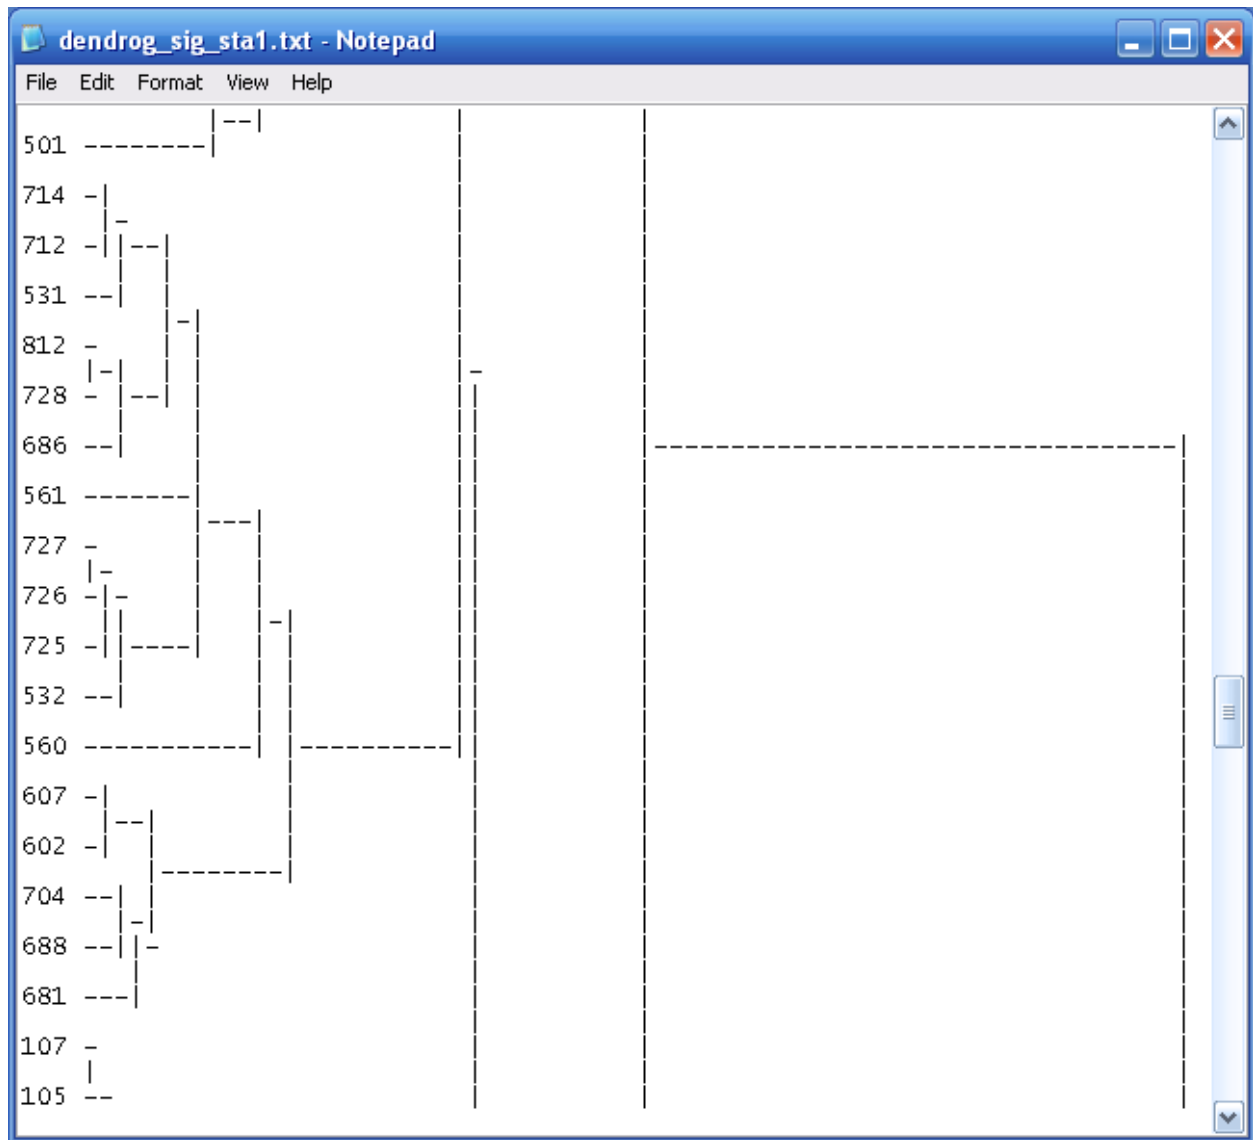 dendrog_sig_sta1.txt - Notepad
File Edit Format View Help
|--| | |
501 --------| | |
| |
714 -| | |
|- | |
712 -||--| | |
| | | |
531 --| | | |
|-| | |
812 - | | | |
|-| | | |- |
728 - |--| | || |
| | || |
686 --| | || |----------------------------------|
| || | |
561 -------| || | |
|---| || | |
727 - | | || | |
|- | | || | |
726 -|- | | || | |
|| | |-| || | |
725 -||----| | | || | |
| | | || | |
532 --| | | || | |
| | || | |
560 -----------| |----------|| | |
| | | |
607 -| | | | |
|--| | | | |
602 -| | | | | |
|--------| | | |
704 --| | | | |
|-| | | |
688 --||- | | |
| | | |
681 ---| | | |
| | |
107 - | | |
| | | |
105 -- | | |